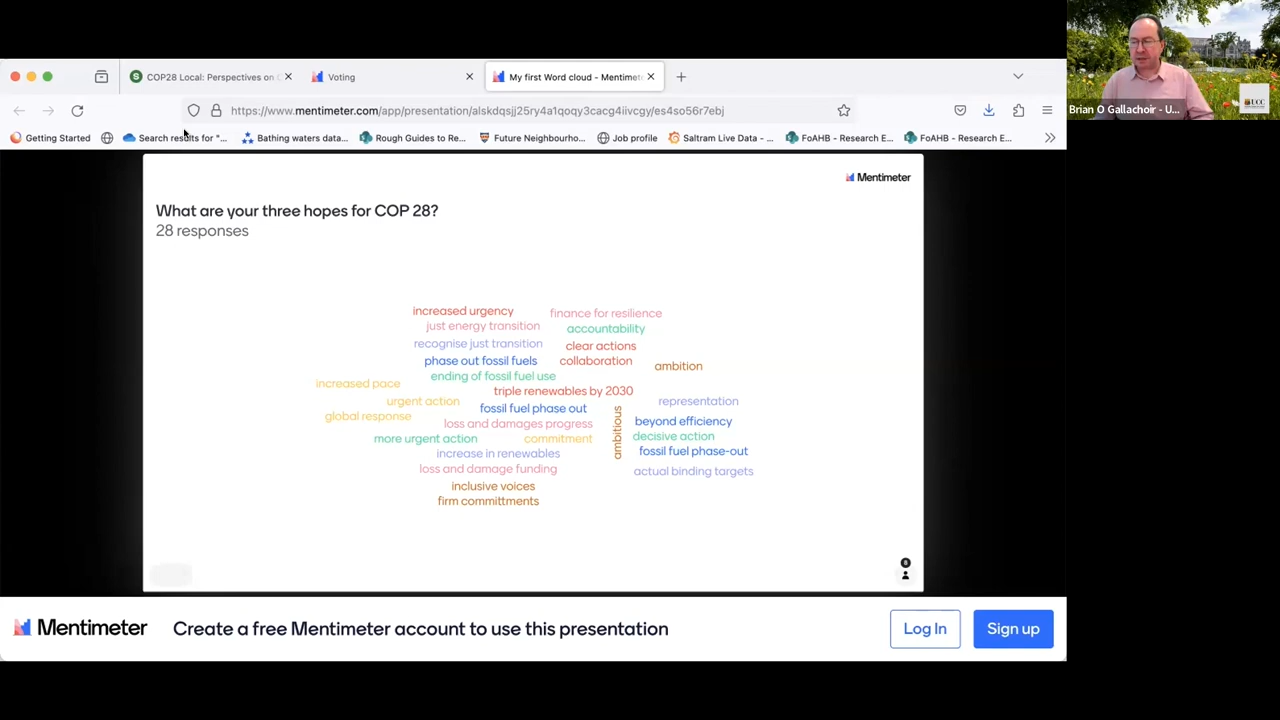 COP28 Local: Perspectives on C
Voting
My first Word cloud - Mentimet
https://www.mentimeter.com/app/presentation/alskdqsjj25ry4a1qoqy3cacg4iivcgy/es4so56r7ebj
Getting Started
Search results for "...
Bathing waters data...
Rough Guides to Re...
Future Neighbourho...
Job profile
Saltram Live Data - ...
FoAHB - Research E...
FoAHB - Research E...
Brian O Gallachoir - U...
UCC
Mentimeter
What are your three hopes for COP 28?
28 responses
increased urgency
finance for resilience
just energy transition
accountability
recognise just transition
clear actions
phase out fossil fuels
collaboration
ambition
ending of fossil fuel use
increased pace
triple renewables by 2030
urgent action
representation
fossil fuel phase out
global response
ambitious
beyond efficiency
loss and damages progress
decisive action
more urgent action
commitment
fossil fuel phase-out
increase in renewables
loss and damage funding
actual binding targets
inclusive voices
firm committments
8
Mentimeter
Create a free Mentimeter account to use this presentation
Log In
Sign up